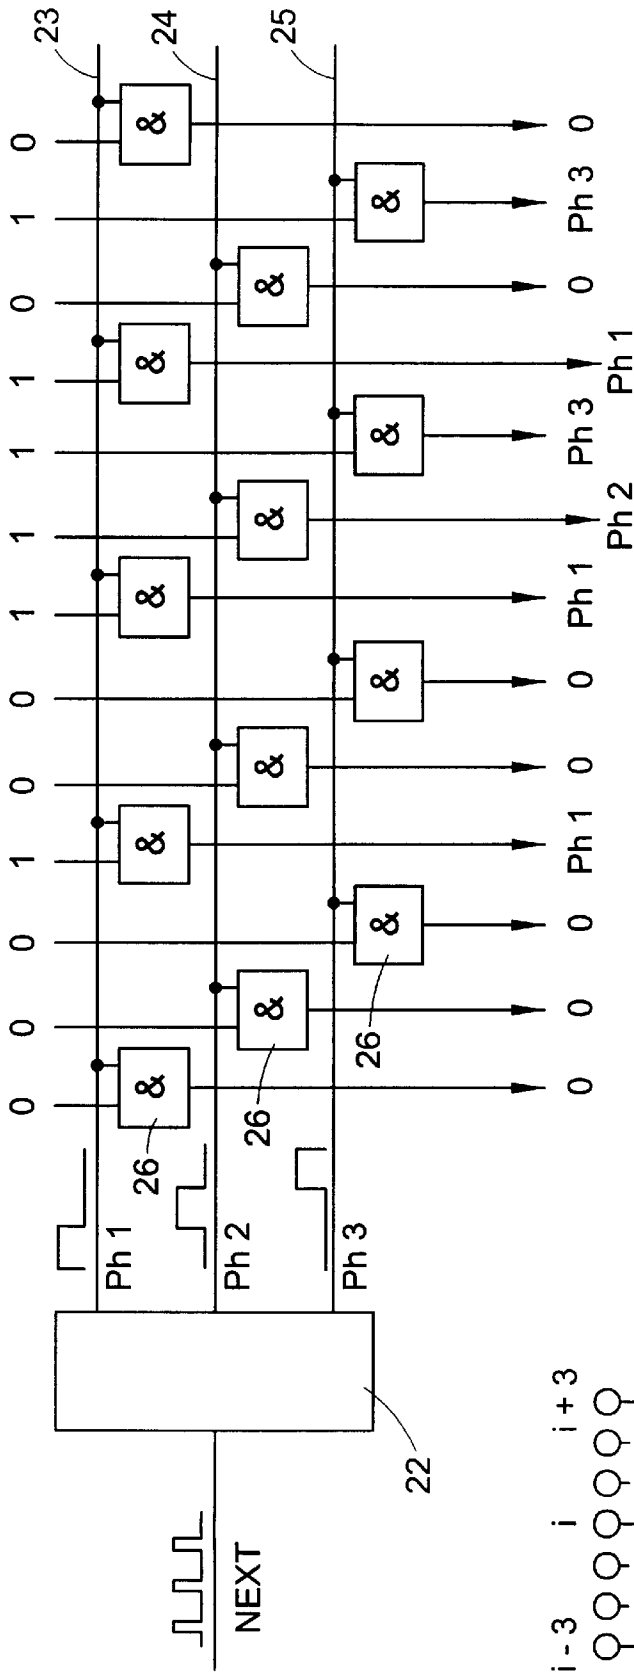 0 0 0 1 0 0 1 1 1 1 0 1 0
23
Ph 1
& & & & &
26
24
NEXT
Ph 2
& & & &
26
25
Ph 3
& & & &
26
22
0 0 0 Ph 1 0 0 Ph 1 Ph 2 Ph 3 Ph 1 0 Ph 3 0
i - 3 i i + 3